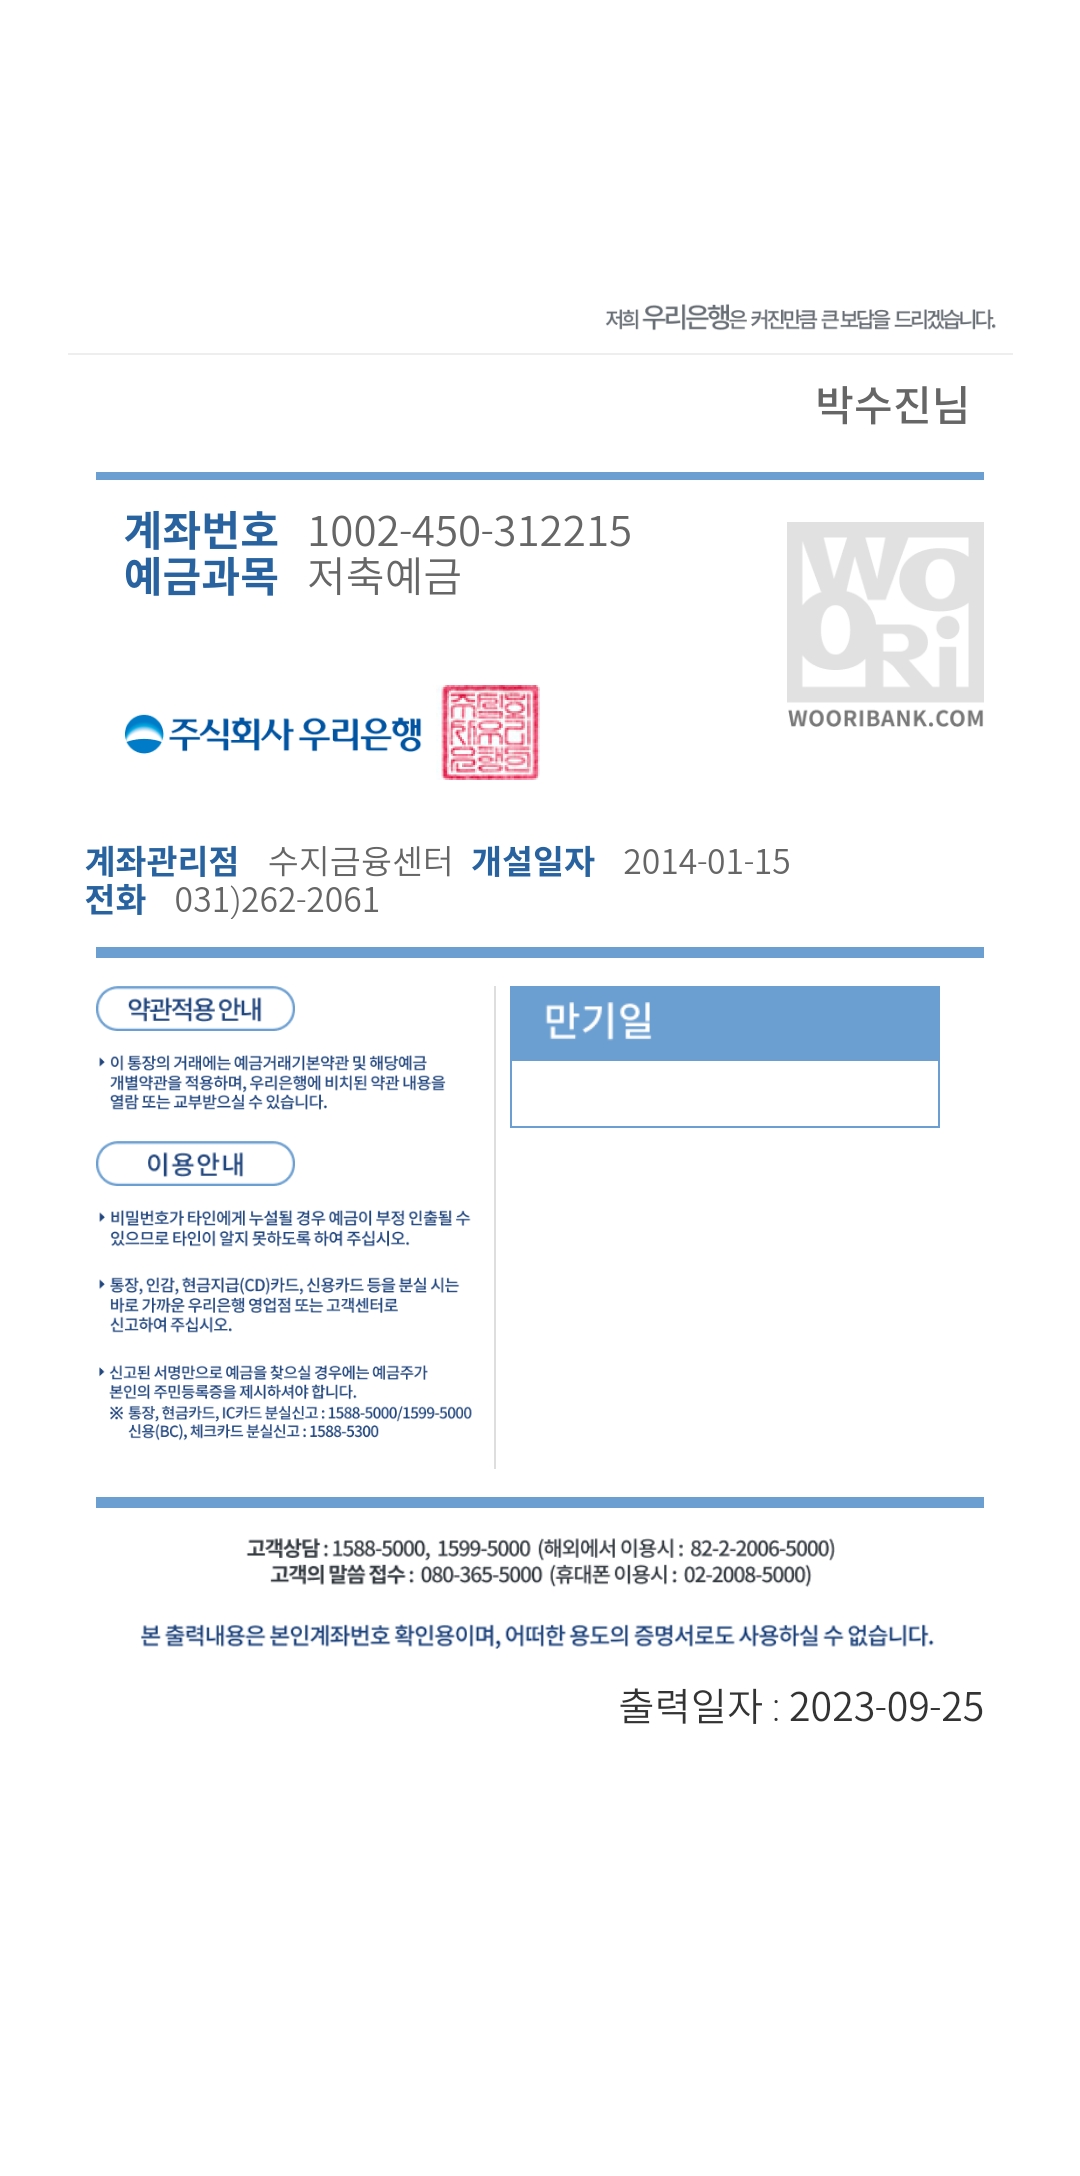 저희 우리은행은 커진만큼 큰 보답을 드리겠습니다.
박수진님
계좌번호 1002-450-312215
예금과목 저축예금
WOORi
WOORIBANK.COM
주식회사 우리은행
계좌관리점 수지금융센터 개설일자 2014-01-15
전화 031)262-2061
약관적용 안내
이 통장의 거래에는 예금거래기본약관 및 해당예금
개별약관을 적용하며, 우리은행에 비치된 약관 내용을
열람 또는 교부받으실 수 있습니다.
이용안내
비밀번호가 타인에게 누설될 경우 예금이 부정 인출될 수
있으므로 타인이 알지 못하도록 하여 주십시오.
통장, 인감, 현금지급(CD)카드, 신용카드 등을 분실 시는
바로 가까운 우리은행 영업점 또는 고객센터로
신고하여 주십시오.
신고된 서명만으로 예금을 찾으실 경우에는 예금주가
본인의 주민등록증을 제시하셔야 합니다.
※ 통장, 현금카드, IC카드 분실신고 : 1588-5000/1599-5000
신용(BC), 체크카드 분실신고 : 1588-5300
만기일
고객상담 : 1588-5000, 1599-5000 (해외에서 이용시 : 82-2-2006-5000)
고객의 말씀 접수 : 080-365-5000 (휴대폰 이용시 : 02-2008-5000)
본 출력내용은 본인계좌번호 확인용이며, 어떠한 용도의 증명서로도 사용하실 수 없습니다.
출력일자 : 2023-09-25